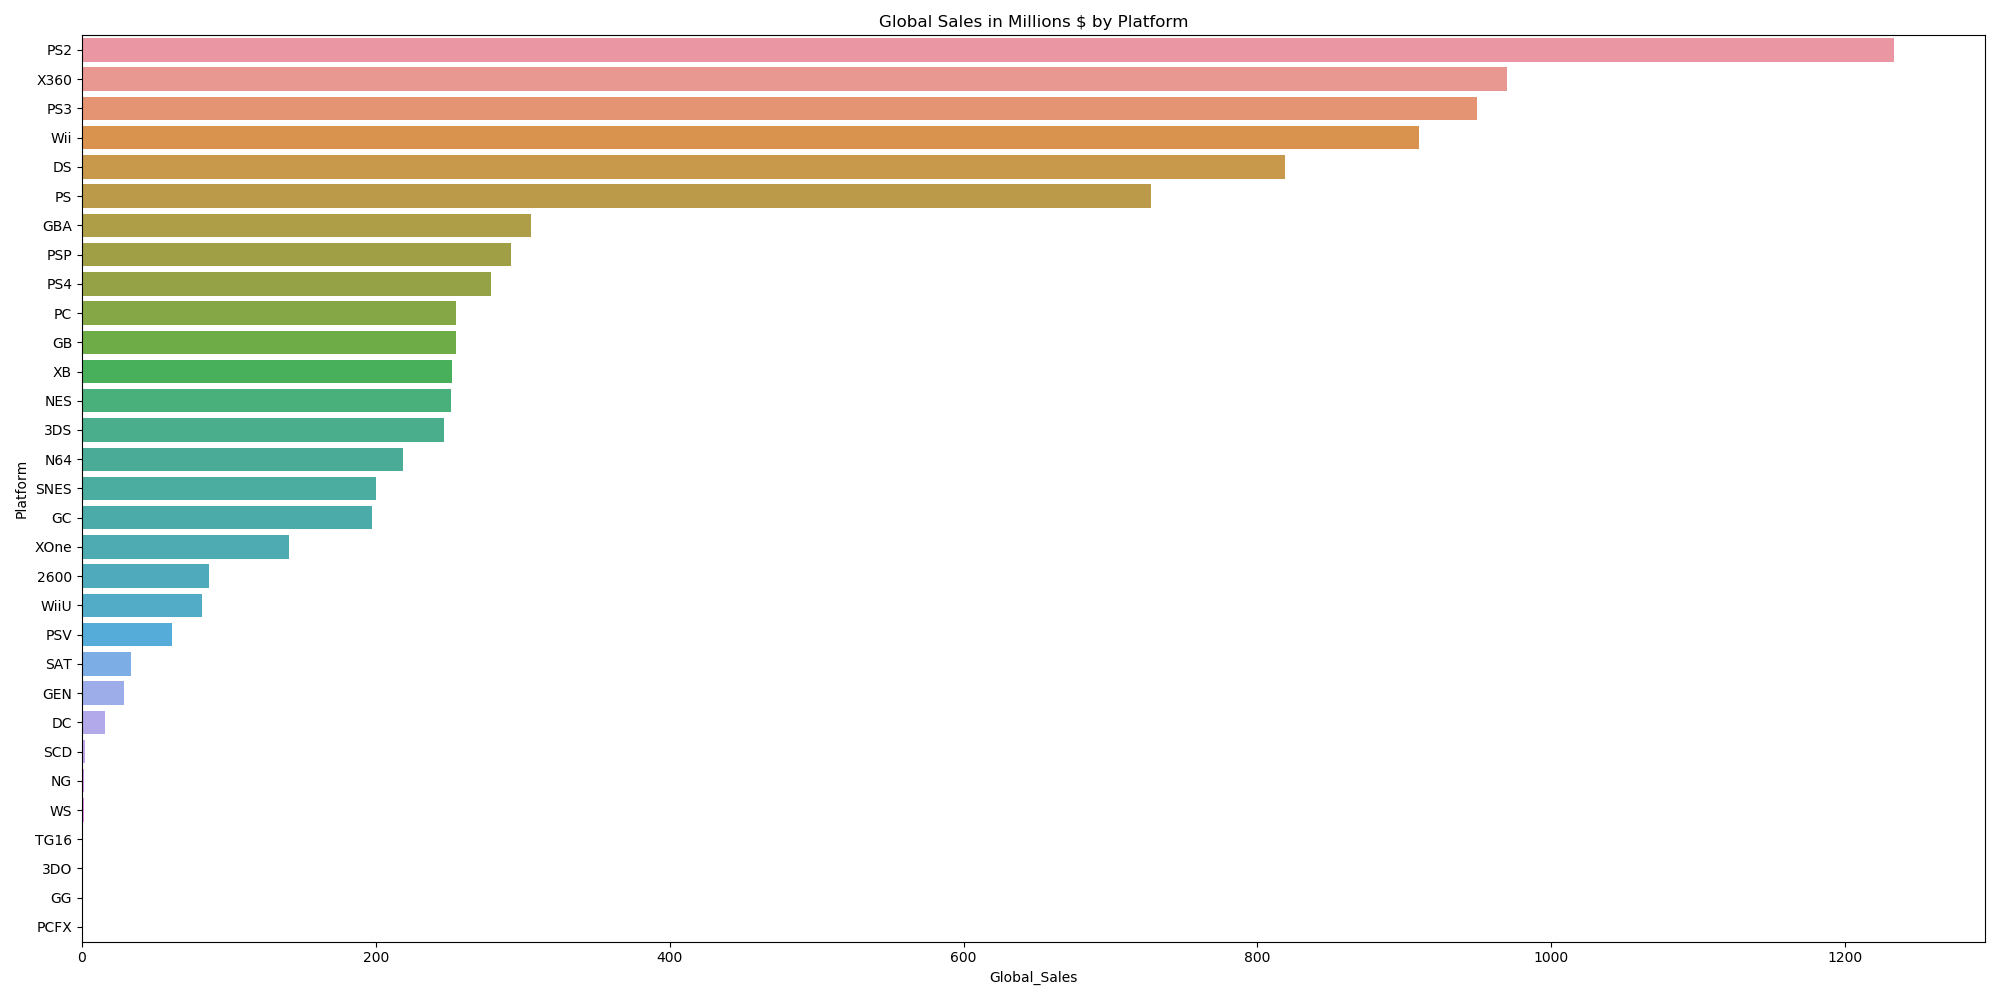 Global Sales in Millions $ by Platform
Platform
PS2
X360
PS3
Wii
DS
PS
GBA
PSP
PS4
PC
GB
XB
NES
3DS
N64
SNES
GC
XOne
2600
WiiU
PSV
SAT
GEN
DC
SCD
NG
WS
TG16
3DO
GG
PCFX
0 200 400 600 800 1000 1200
Global_Sales